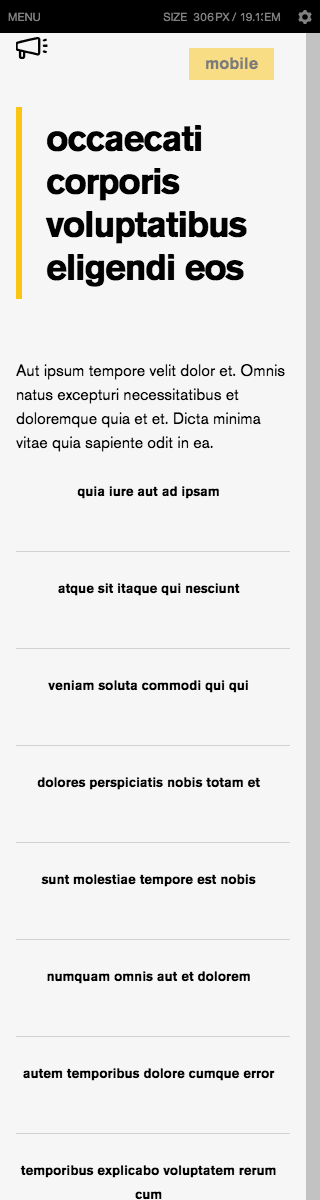 MENU
SIZE 306PX / 19.1
EM
mobile
occaecati
corporis
voluptatibus
eligendi eos
Aut ipsum tempore velit dolor et. Omnis
natus excepturi necessitatibus et
doloremque quia et et. Dicta minima
vitae quia sapiente odit in ea.
quia iure aut ad ipsam
atque sit itaque qui nesciunt
veniam soluta commodi qui qui
dolores perspiciatis nobis totam et
sunt molestiae tempore est nobis
numquam omnis aut et dolorem
autem temporibus dolore cumque error
temporibus explicabo voluptatem rerum
cum